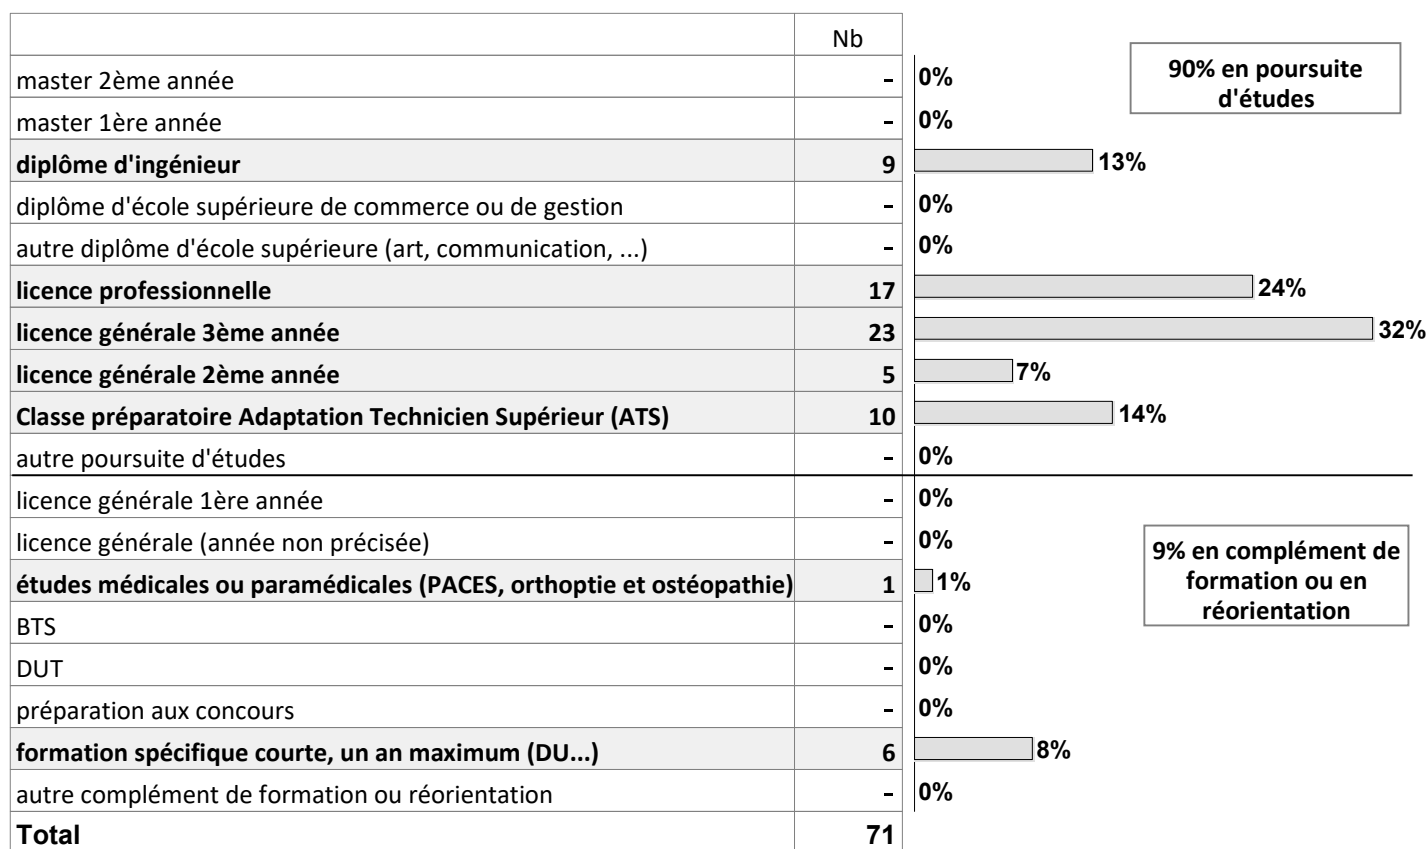 Nb
master 2ème année - 0%
90% en poursuite
d'études
master 1ère année - 0%
diplôme d'ingénieur 9 13%
diplôme d'école supérieure de commerce ou de gestion - 0%
autre diplôme d'école supérieure (art, communication, ...) - 0%
licence professionnelle 17 24%
licence générale 3ème année 23 32%
licence générale 2ème année 5 7%
Classe préparatoire Adaptation Technicien Supérieur (ATS) 10 14%
autre poursuite d'études - 0%
licence générale 1ère année - 0%
licence générale (année non précisée) - 0%
9% en complément de
formation ou en
réorientation
études médicales ou paramédicales (PACES, orthoptie et ostéopathie) 1 1%
BTS - 0%
DUT - 0%
préparation aux concours - 0%
formation spécifique courte, un an maximum (DU...) 6 8%
autre complément de formation ou réorientation - 0%
Total 71